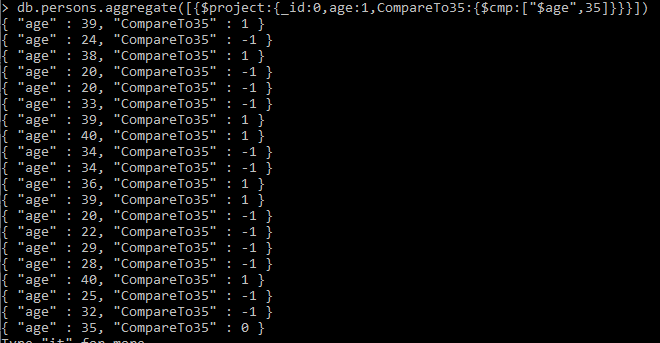 > db.persons.aggregate([{$project:{_id:0,age:1,CompareTo35:{$cmp:["$age",35]}}}])
{ "age" : 39, "CompareTo35" : 1 }
{ "age" : 24, "CompareTo35" : -1 }
{ "age" : 38, "CompareTo35" : 1 }
{ "age" : 20, "CompareTo35" : -1 }
{ "age" : 20, "CompareTo35" : -1 }
{ "age" : 33, "CompareTo35" : -1 }
{ "age" : 39, "CompareTo35" : 1 }
{ "age" : 40, "CompareTo35" : 1 }
{ "age" : 34, "CompareTo35" : -1 }
{ "age" : 34, "CompareTo35" : -1 }
{ "age" : 36, "CompareTo35" : 1 }
{ "age" : 39, "CompareTo35" : 1 }
{ "age" : 20, "CompareTo35" : -1 }
{ "age" : 22, "CompareTo35" : -1 }
{ "age" : 29, "CompareTo35" : -1 }
{ "age" : 28, "CompareTo35" : -1 }
{ "age" : 40, "CompareTo35" : 1 }
{ "age" : 25, "CompareTo35" : -1 }
{ "age" : 32, "CompareTo35" : -1 }
{ "age" : 35, "CompareTo35" : 0 }
Type "it" for more